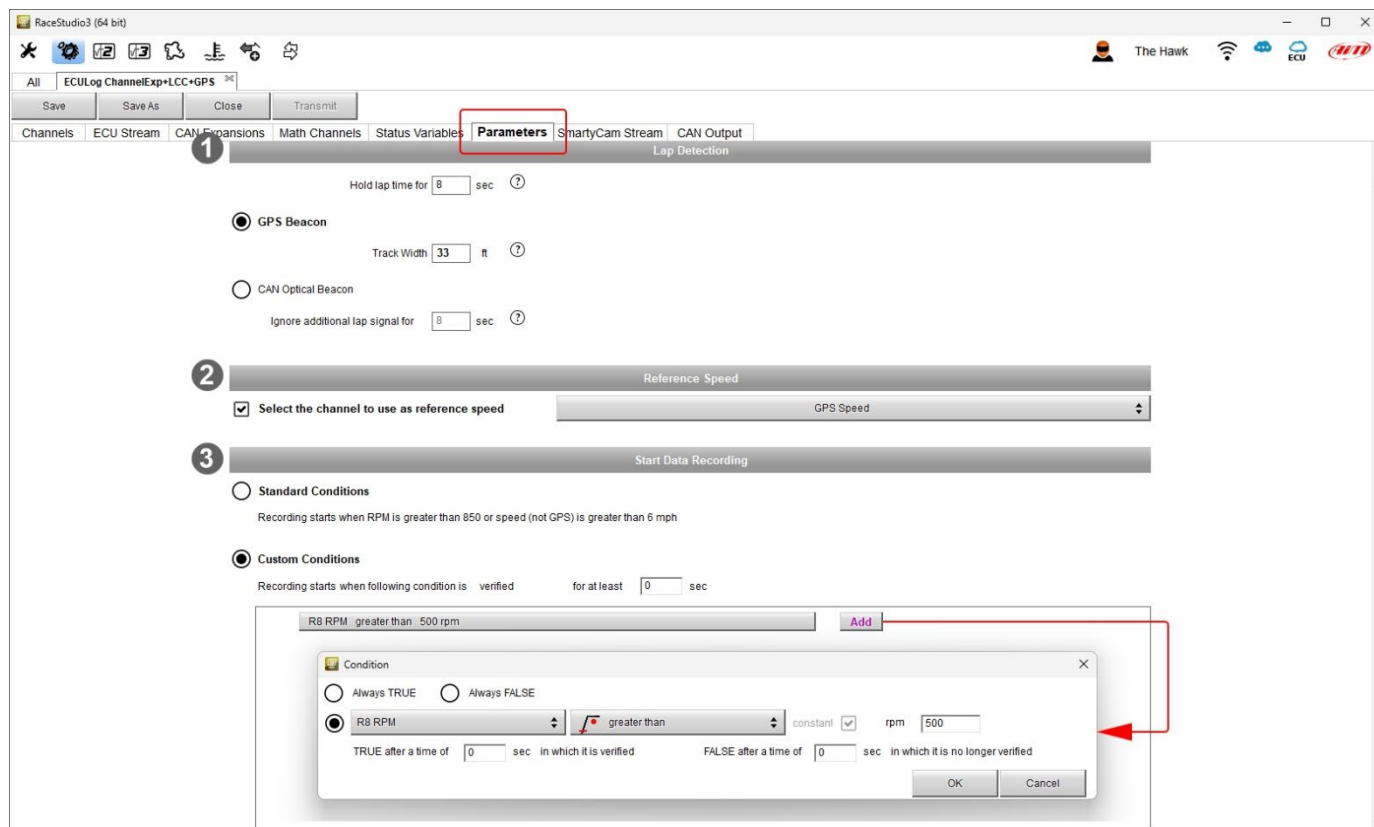 RaceStudio3 (64 bit)
The Hawk
ECU
AiM
All ECULog ChannelExp+LCC+GPS
Save Save As Close Transmit
Channels ECU Stream CAN Expansions Math Channels Status Variables Parameters SmartyCam Stream CAN Output
1 Lap Detection
Hold lap time for 8 sec ?
GPS Beacon
Track Width 33 ft ?
CAN Optical Beacon
Ignore additional lap signal for 8 sec ?
2 Reference Speed
Select the channel to use as reference speed GPS Speed
3 Start Data Recording
Standard Conditions
Recording starts when RPM is greater than 850 or speed (not GPS) is greater than 6 mph
Custom Conditions
Recording starts when following condition is verified for at least 0 sec
R8 RPM greater than 500 rpm Add
Condition
Always TRUE Always FALSE
R8 RPM greater than constant rpm 500
TRUE after a time of 0 sec in which it is verified FALSE after a time of 0 sec in which it is no longer verified
OK Cancel